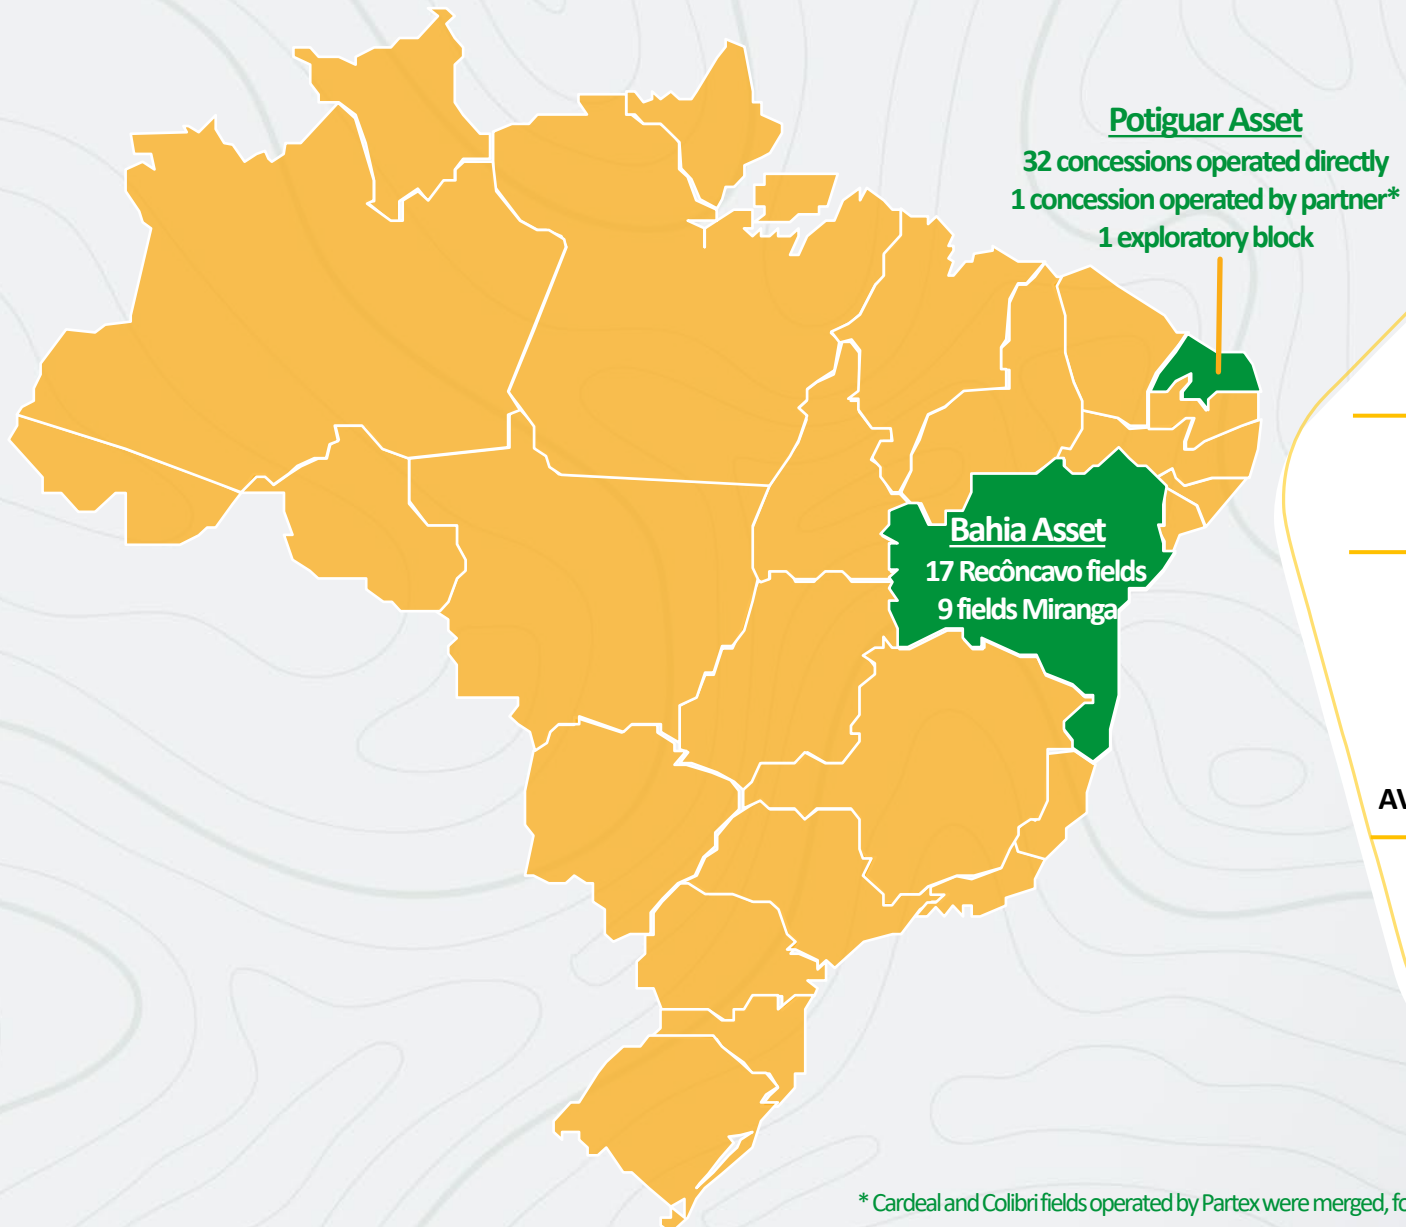 Potiguar Asset
32 concessions operated directly
1 concession operated by partner*
1 exploratory block
Bahia Asset
17 Recôncavo fields
9 fields Miranga
* Cardeal and Colibri fields operated by Partex were merged,